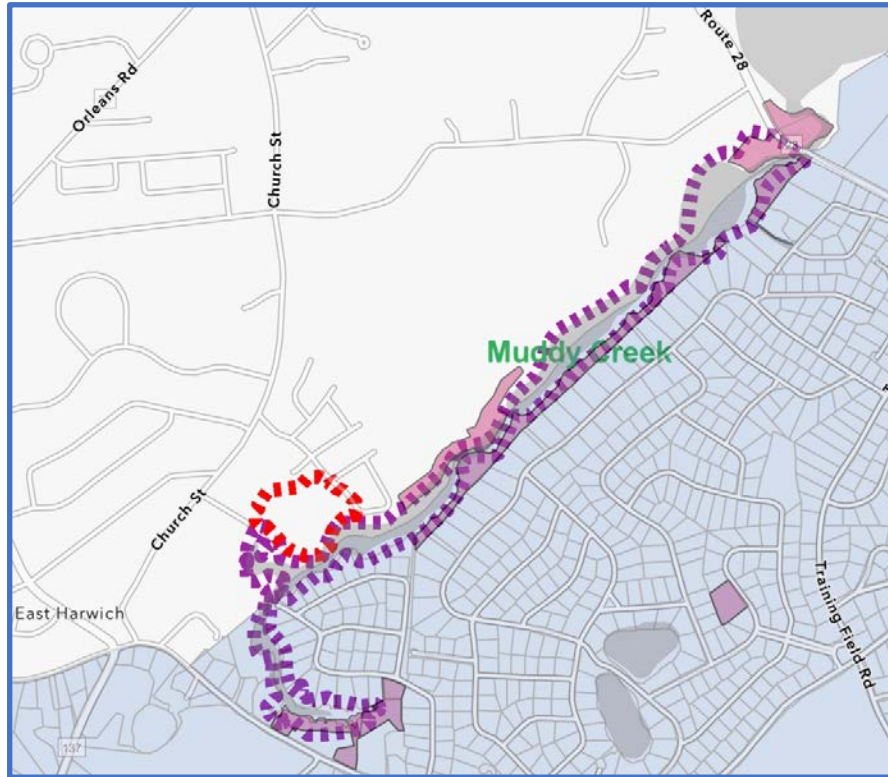 Route 28
Orleans Rd
Church St
Muddy Creek
Church St
East Harwich
Training Field Rd
137